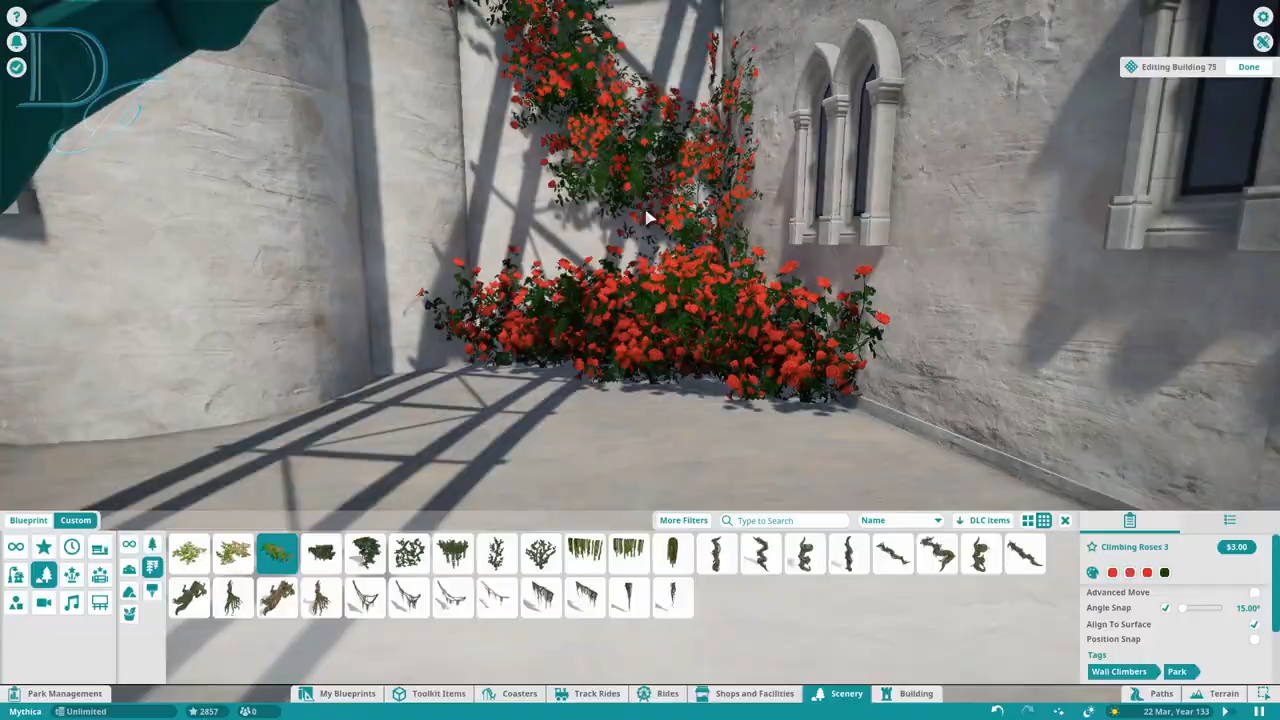 Editing Building 75 Done
Blueprint Custom
More Filters Type to Search Name DLC items
Climbing Roses 3 $3.00
Advanced Move
Angle Snap 15.00°
Align To Surface
Position Snap
Tags
Wall Climbers Park
Park Management My Blueprints Toolkit Items Coasters Track Rides Rides Shops and Facilities Scenery Building Paths Terrain
Mythica Unlimited 2857 0 22 Mar, Year 133